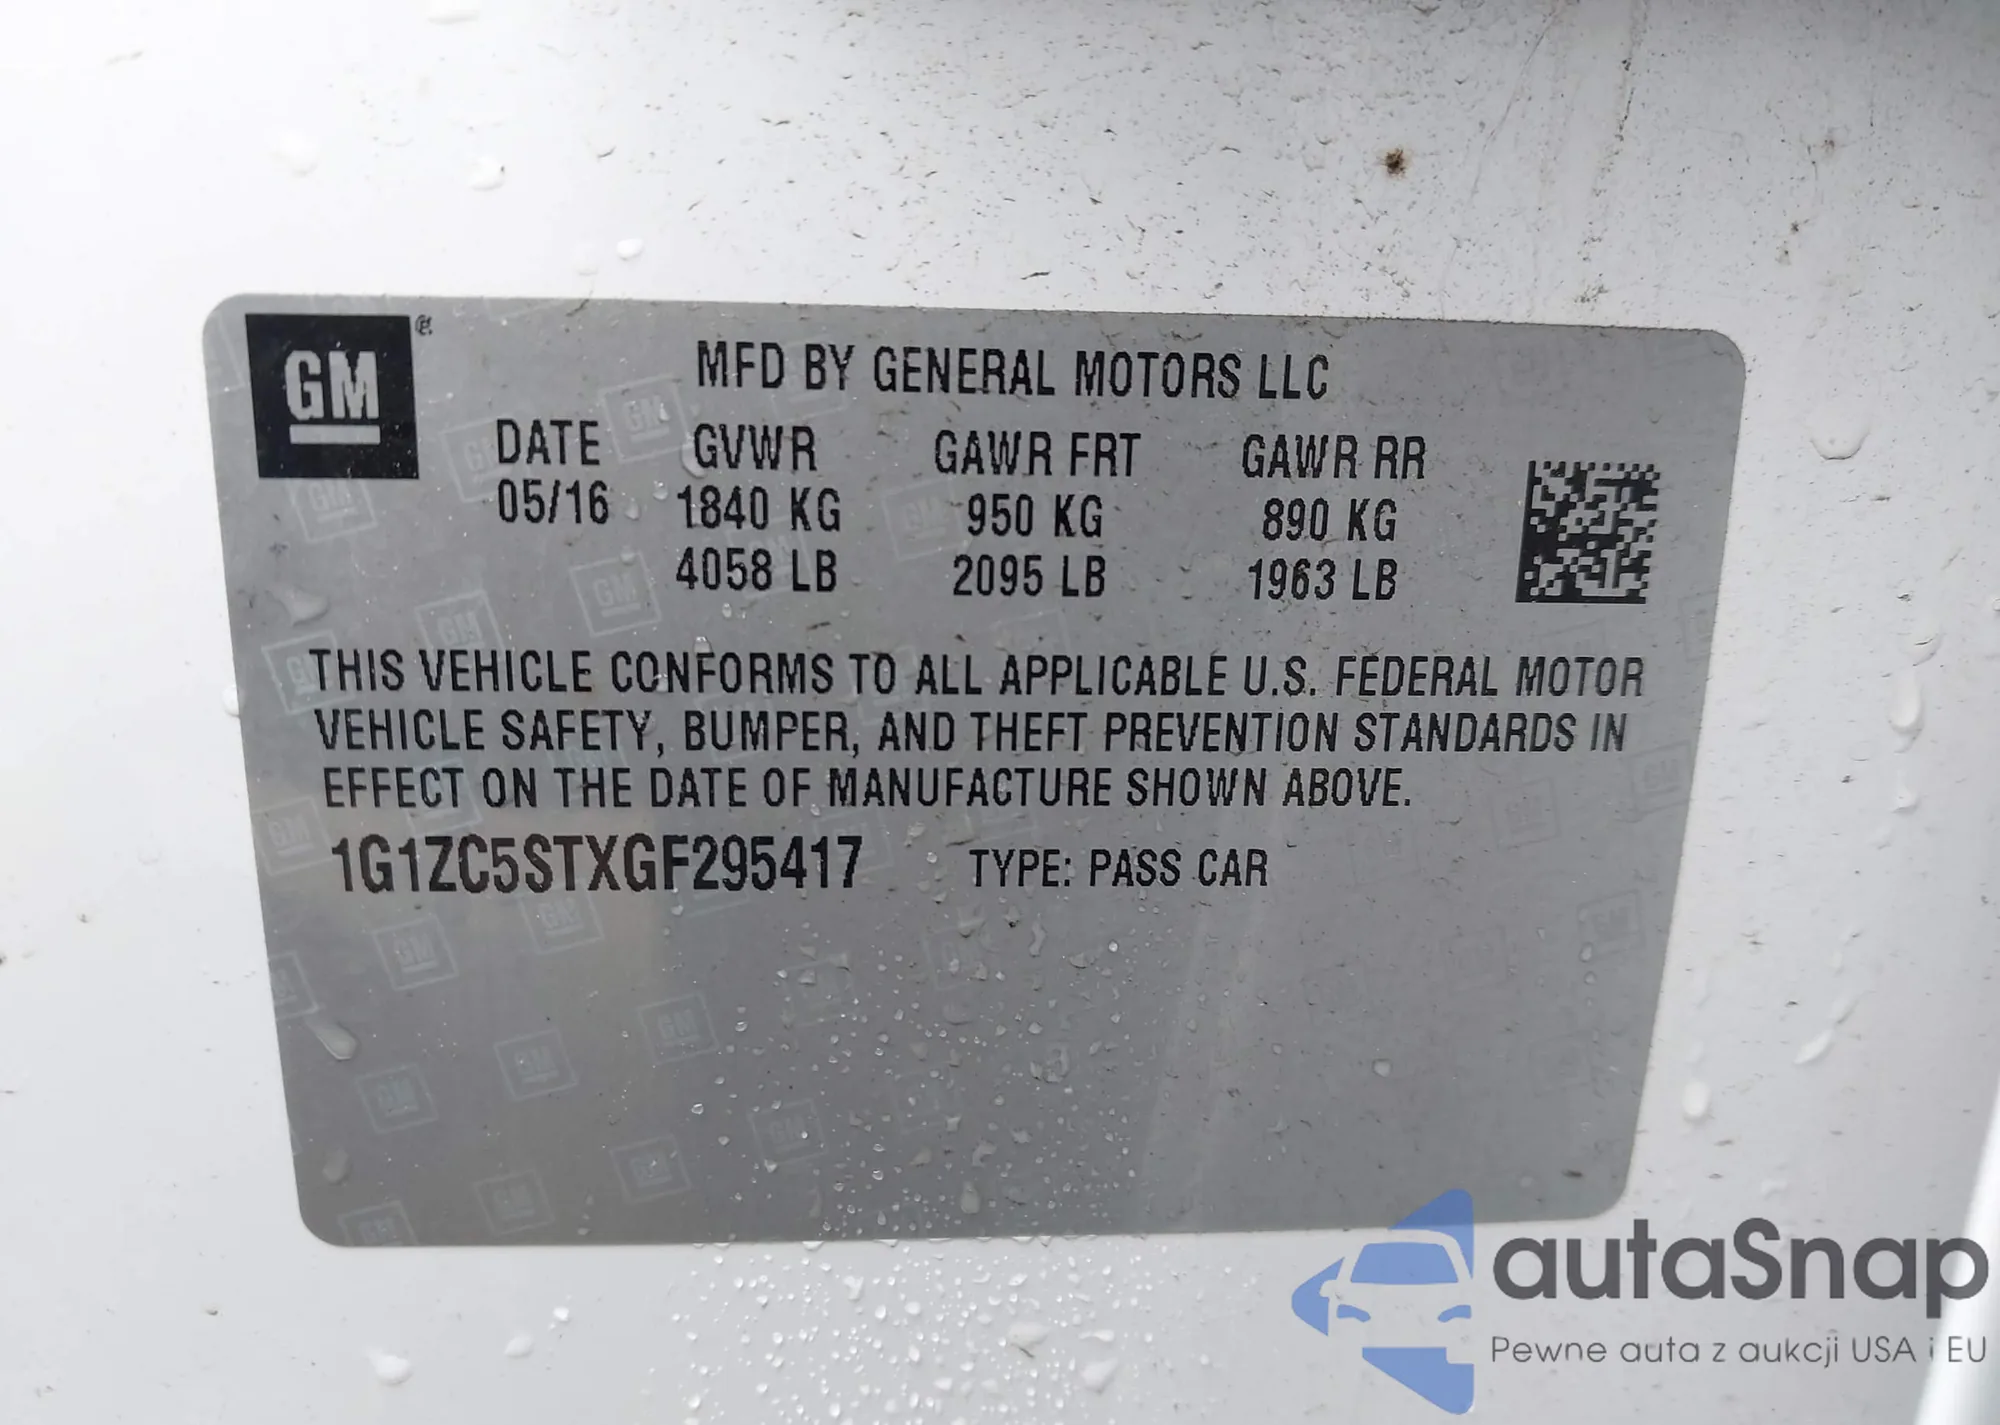 GM
MFD BY GENERAL MOTORS LLC
DATE GVWR GAWR FRT GAWR RR
05/16 1840 KG 950 KG 890 KG
4058 LB 2095 LB 1963 LB
THIS VEHICLE CONFORMS TO ALL APPLICABLE U.S. FEDERAL MOTOR
VEHICLE SAFETY, BUMPER, AND THEFT PREVENTION STANDARDS IN
EFFECT ON THE DATE OF MANUFACTURE SHOWN ABOVE.
1G1ZC5STXGF295417 TYPE: PASS CAR
autaSnap
Pewne auta z aukcji USA i EU